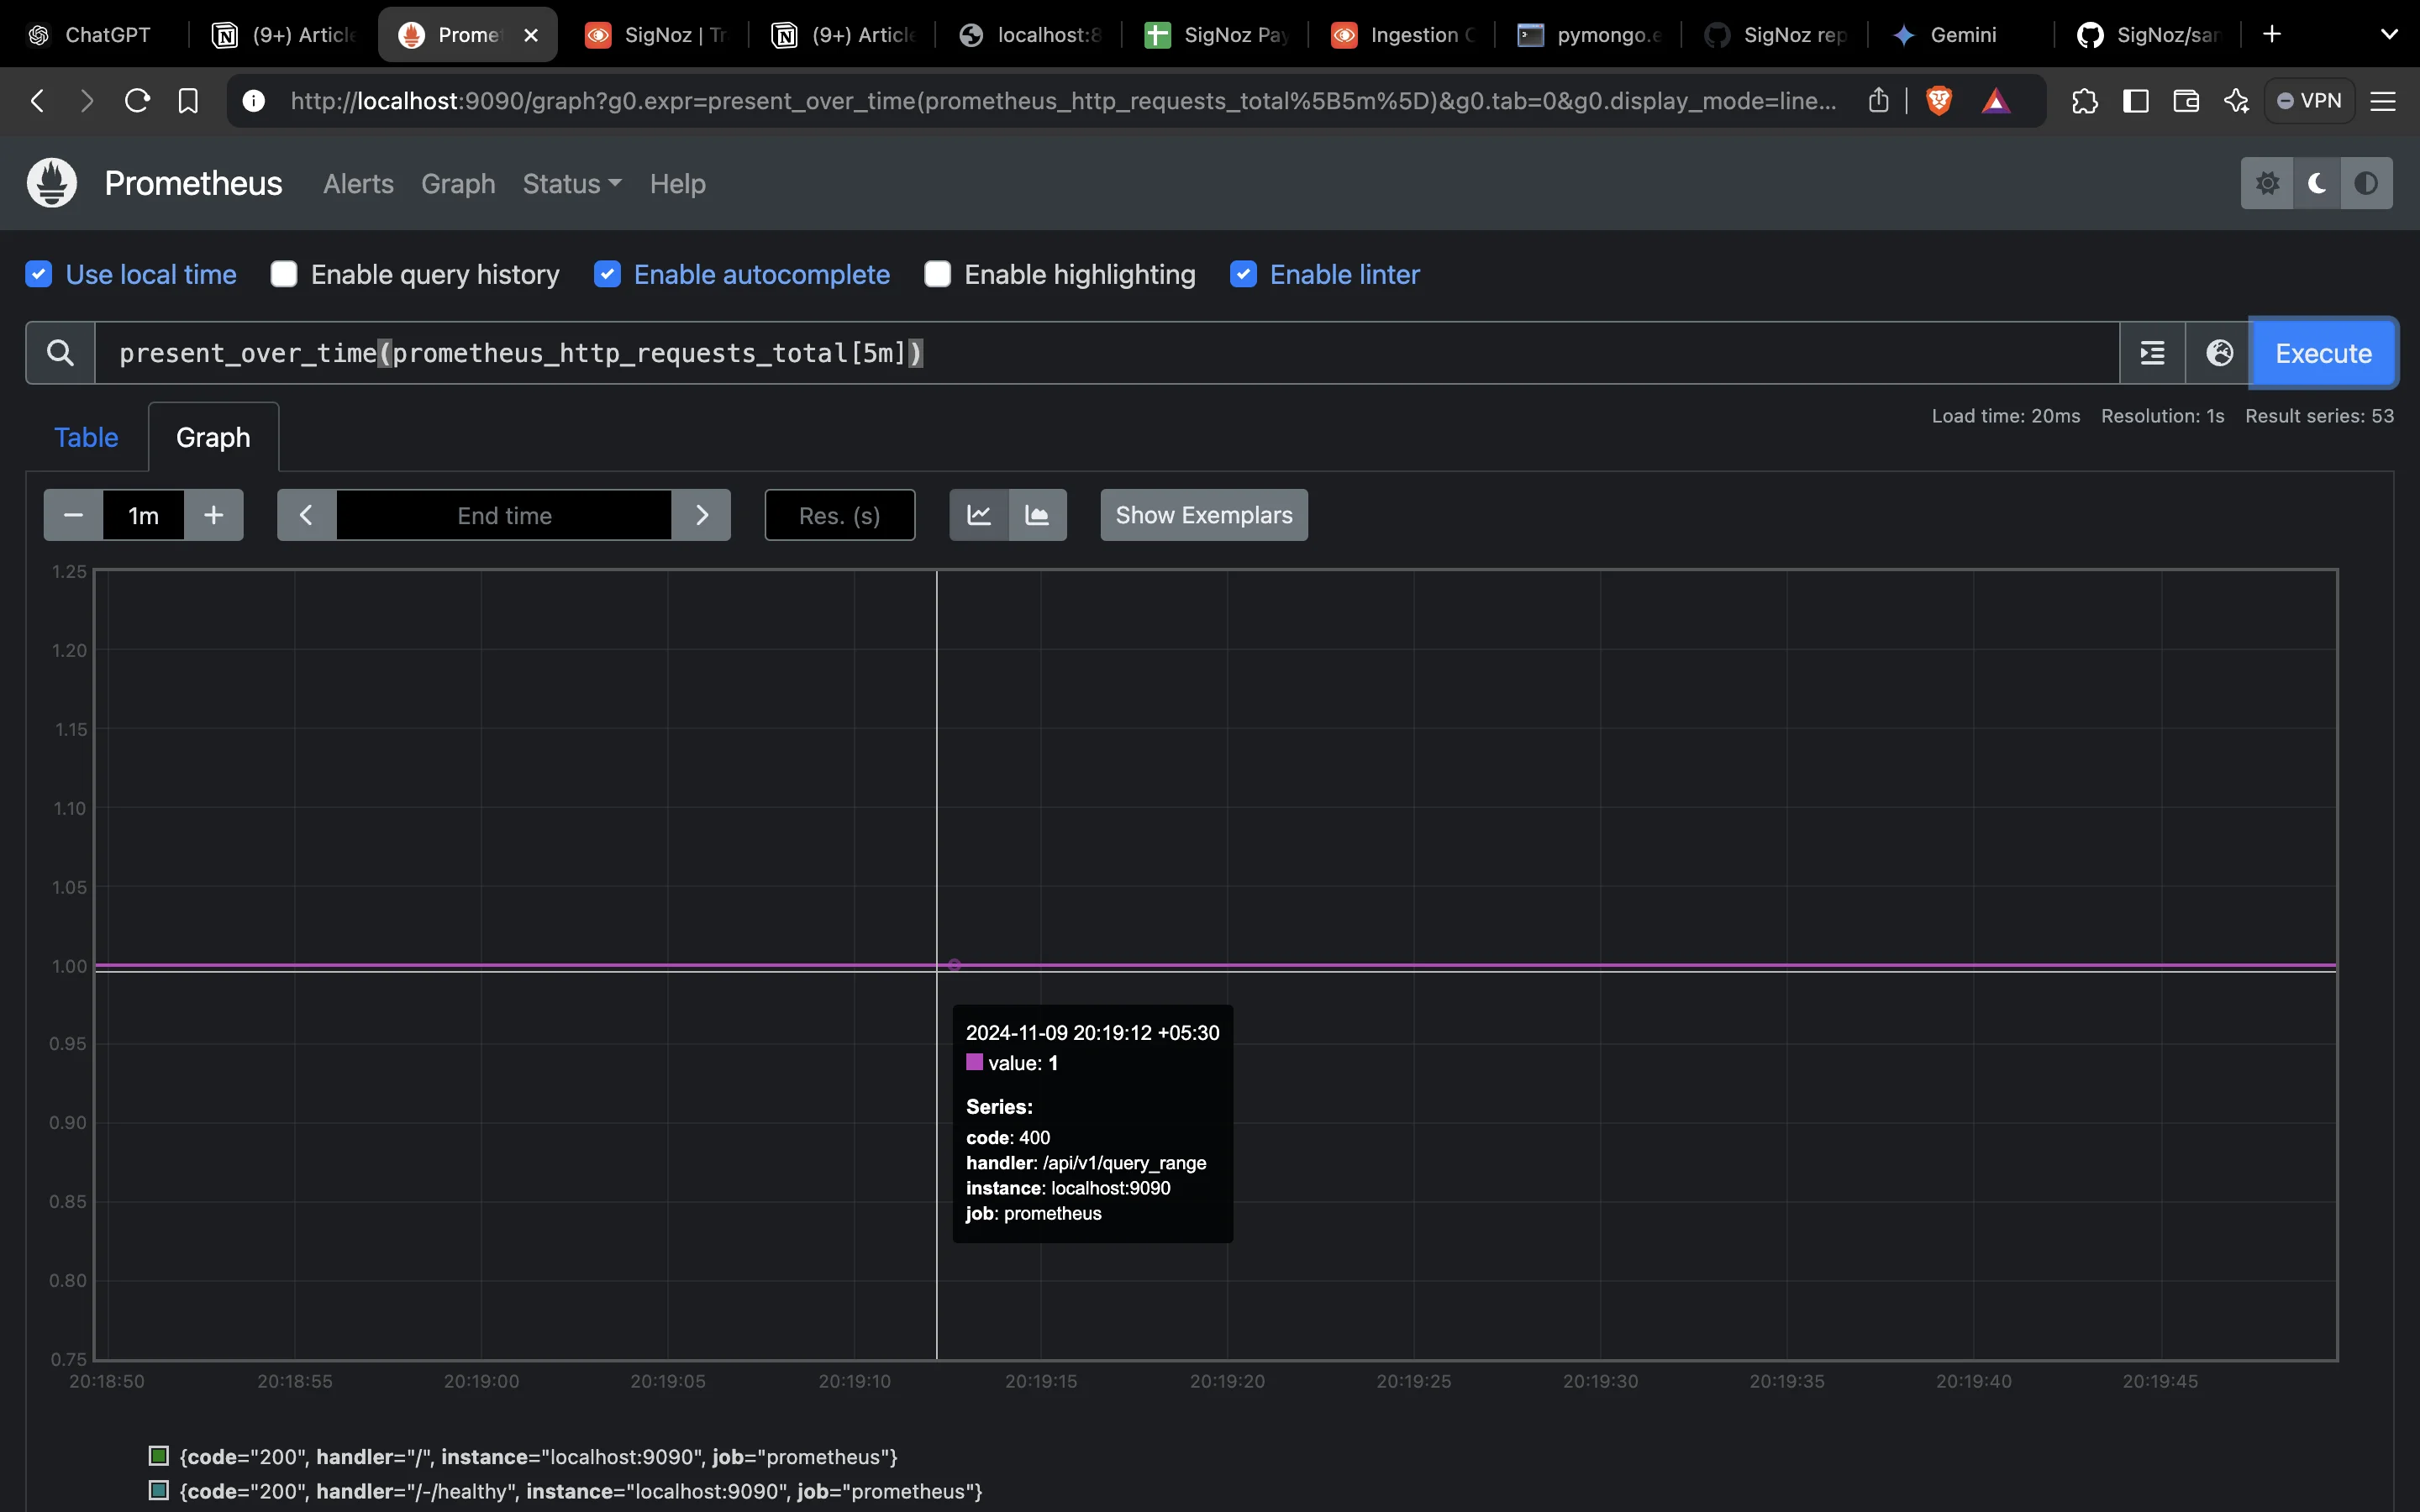 ChatGPT (9+) Article Prome SigNoz | Tr (9+) Article localhost:8 SigNoz Pay Ingestion C pymongo.e SigNoz rep Gemini SigNoz/sam
http://localhost:9090/graph?g0.expr=present_over_time(prometheus_http_requests_total%5B5m%5D)&g0.tab=0&g0.display_mode=line... VPN
Prometheus Alerts Graph Status Help
Use local time Enable query history Enable autocomplete Enable highlighting Enable linter
present_over_time(prometheus_http_requests_total[5m]) Execute
Load time: 20ms Resolution: 1s Result series: 53
Table Graph
1m End time Res. (s) Show Exemplars
1.25
1.20
1.15
1.10
1.05
1.00
0.95
0.90
0.85
0.80
0.75
2024-11-09 20:19:12 +05:30
value: 1
Series:
code: 400
handler: /api/v1/query_range
instance: localhost:9090
job: prometheus
20:18:50 20:18:55 20:19:00 20:19:05 20:19:10 20:19:15 20:19:20 20:19:25 20:19:30 20:19:35 20:19:40 20:19:45
{code="200", handler="/", instance="localhost:9090", job="prometheus"}
{code="200", handler="/-/healthy", instance="localhost:9090", job="prometheus"}